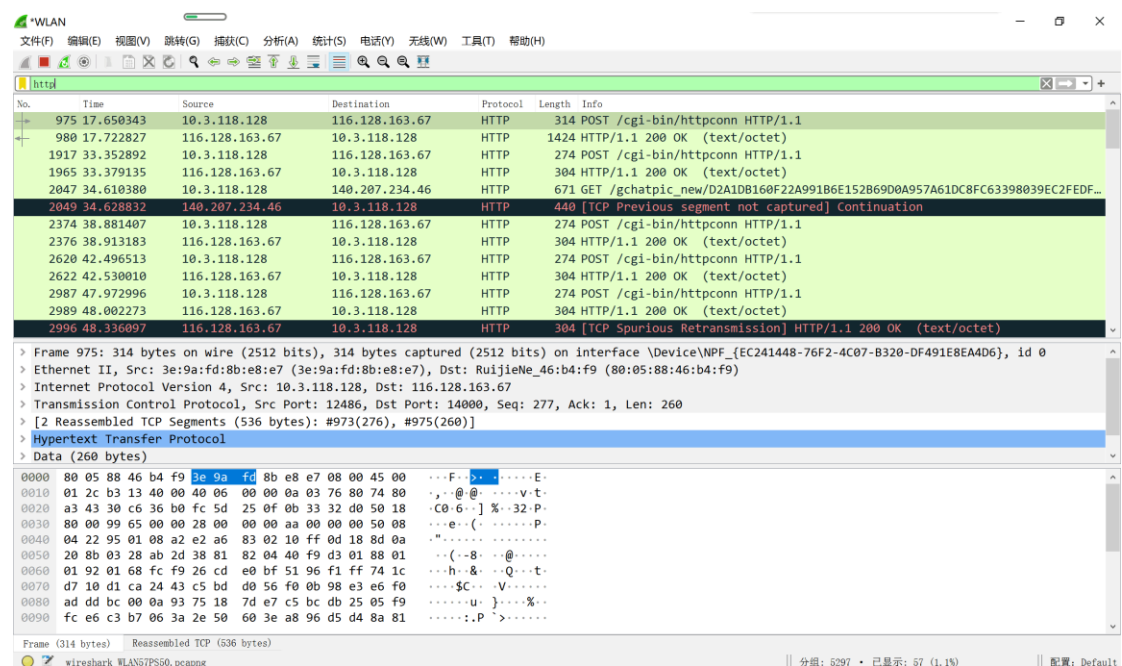 *WLAN
文件(F) 编辑(E) 视图(V) 跳转(G) 捕获(C) 分析(A) 统计(S) 电话(Y) 无线(W) 工具(T) 帮助(H)
http
No. Time Source Destination Protocol Length Info
975 17.650343 10.3.118.128 116.128.163.67 HTTP 314 POST /cgi-bin/httpconn HTTP/1.1
980 17.722827 116.128.163.67 10.3.118.128 HTTP 1424 HTTP/1.1 200 OK (text/octet)
1917 33.352892 10.3.118.128 116.128.163.67 HTTP 274 POST /cgi-bin/httpconn HTTP/1.1
1965 33.379135 116.128.163.67 10.3.118.128 HTTP 304 HTTP/1.1 200 OK (text/octet)
2047 34.610380 10.3.118.128 140.207.234.46 HTTP 671 GET /gchatpic_new/D2A1DB160F22A991B6E152B69D0A957A61DC8FC63398039EC2FEDF…
2049 34.628832 140.207.234.46 10.3.118.128 HTTP 440 [TCP Previous segment not captured] Continuation
2374 38.881407 10.3.118.128 116.128.163.67 HTTP 274 POST /cgi-bin/httpconn HTTP/1.1
2376 38.913183 116.128.163.67 10.3.118.128 HTTP 304 HTTP/1.1 200 OK (text/octet)
2620 42.496513 10.3.118.128 116.128.163.67 HTTP 274 POST /cgi-bin/httpconn HTTP/1.1
2622 42.530010 116.128.163.67 10.3.118.128 HTTP 304 HTTP/1.1 200 OK (text/octet)
2987 47.972996 10.3.118.128 116.128.163.67 HTTP 274 POST /cgi-bin/httpconn HTTP/1.1
2989 48.002273 116.128.163.67 10.3.118.128 HTTP 304 HTTP/1.1 200 OK (text/octet)
2996 48.336097 116.128.163.67 10.3.118.128 HTTP 304 [TCP Spurious Retransmission] HTTP/1.1 200 OK (text/octet)
> Frame 975: 314 bytes on wire (2512 bits), 314 bytes captured (2512 bits) on interface \Device\NPF_{EC241448-76F2-4C07-B320-DF491E8EA4D6}, id 0
> Ethernet II, Src: 3e:9a:fd:8b:e8:e7 (3e:9a:fd:8b:e8:e7), Dst: RuijieNe_46:b4:f9 (80:05:88:46:b4:f9)
> Internet Protocol Version 4, Src: 10.3.118.128, Dst: 116.128.163.67
> Transmission Control Protocol, Src Port: 12486, Dst Port: 14000, Seq: 277, Ack: 1, Len: 260
> [2 Reassembled TCP Segments (536 bytes): #973(276), #975(260)]
> Hypertext Transfer Protocol
> Data (260 bytes)
0000 80 05 88 46 b4 f9 3e 9a fd 8b e8 e7 08 00 45 00 ···F··>· ······E·
0010 01 2c b3 13 40 00 40 06 00 00 0a 03 76 80 74 80 ·,··@·@· ····v·t·
0020 a3 43 30 c6 36 b0 fc 5d 25 0f 0b 33 32 d0 50 18 ·C0·6··] %··32·P·
0030 80 00 99 65 00 00 28 00 00 00 aa 00 00 00 50 08 ···e··(· ······P·
0040 04 22 95 01 08 a2 e2 a6 83 02 10 ff 0d 18 8d 0a ·"······ ········
0050 20 8b 03 28 ab 2d 38 81 82 04 40 f9 d3 01 88 01 ··(·-8· ··@·····
0060 01 92 01 68 fc f9 26 cd e0 bf 51 96 f1 ff 74 1c ···h··&· ··Q···t·
0070 d7 10 d1 ca 24 43 c5 bd d0 56 f0 0b 98 e3 e6 f0 ····$C·· ·V······
0080 ad dd bc 00 0a 93 75 18 7d e7 c5 bc db 25 05 f9 ······u· }····%··
0090 fc e6 c3 b7 06 3a 2e 50 60 3e a8 96 d5 d4 8a 81 ·····:.P `>······
Frame (314 bytes) Reassembled TCP (536 bytes)
wireshark_WLAN57PS50.pcapng 分组: 5297 · 已显示: 57 (1.1%) 配置: Default